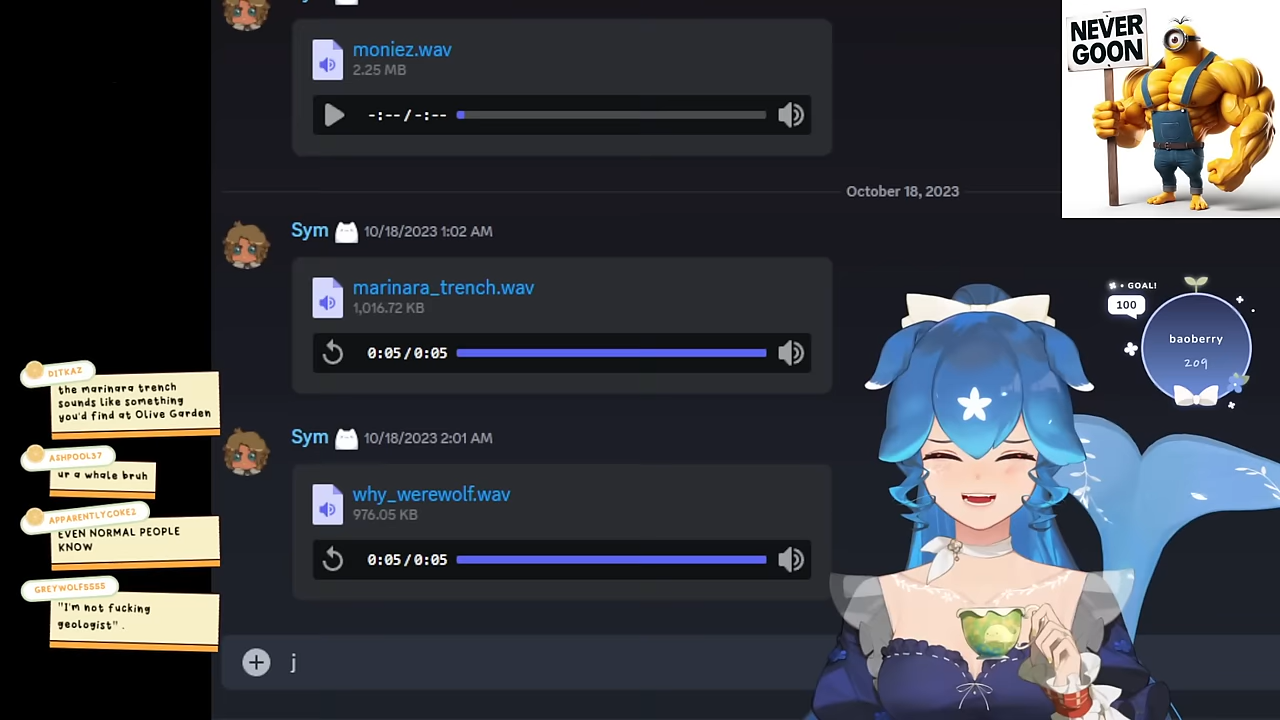 moniez.wav
2.25 MB
-:-- / -:--
October 18, 2023
Sym 10/18/2023 1:02 AM
marinara_trench.wav
1,016.72 KB
0:05 / 0:05
Sym 10/18/2023 2:01 AM
why_werewolf.wav
976.05 KB
0:05 / 0:05
j
NEVER
GOON
• GOAL!
100
baoberry
209
DITKAZ
the marinara trench
sounds like something
you'd find at Olive Garden
ASHPOOL37
ur a whale bruh
APPARENTLYCOKE2
EVEN NORMAL PEOPLE
KNOW
GREYWOLF5555
"I'm not fucking
geologist" .